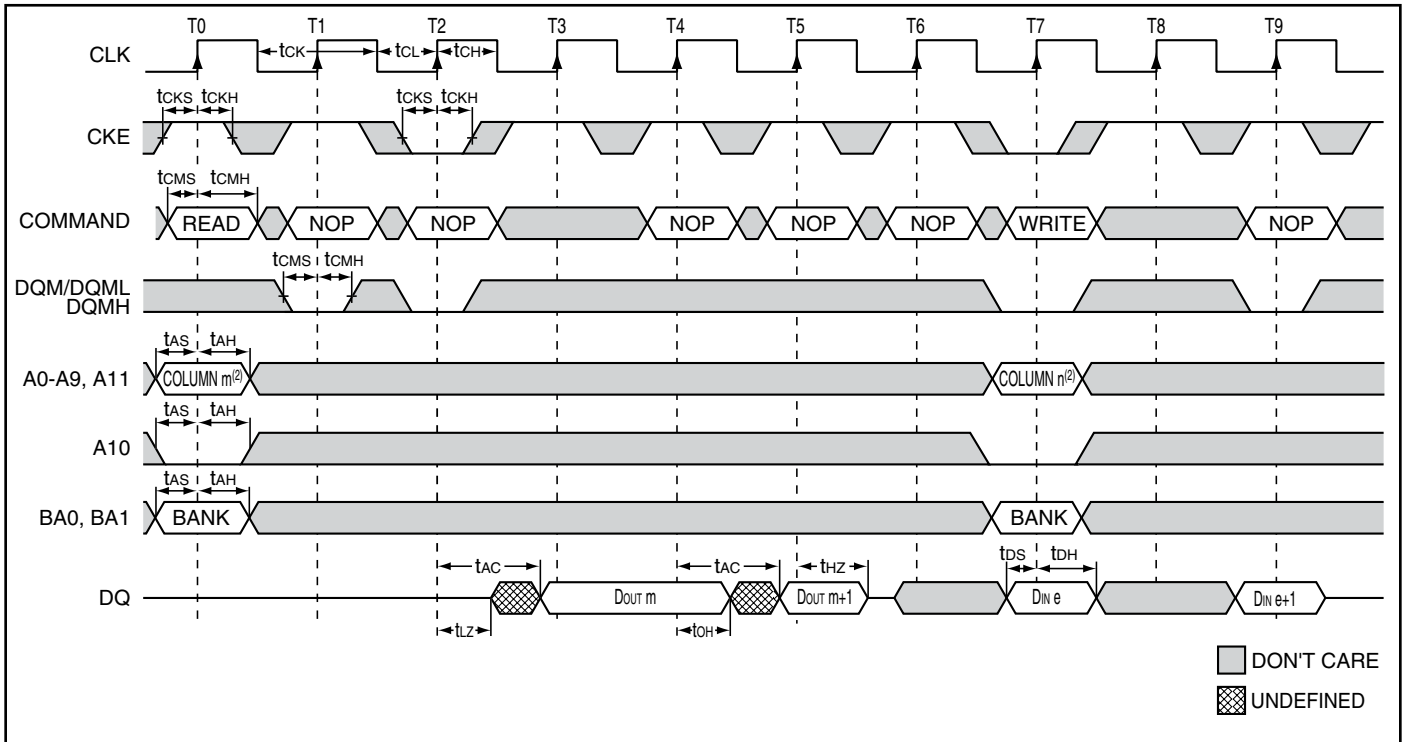 T0 T1 T2 T3 T4 T5 T6 T7 T8 T9
CLK tCK tCL tCH
tCKS tCKH tCKS tCKH
CKE
tCMS tCMH
COMMAND READ NOP NOP NOP NOP NOP WRITE NOP
tCMS tCMH
DQM/DQML
DQMH
tAS tAH
A0-A9, A11 COLUMN m(2) COLUMN n(2)
tAS tAH
A10
tAS tAH
BA0, BA1 BANK BANK
tAC tAC tHZ tDS tDH
DQ DOUT m DOUT m+1 DIN e DIN e+1
tLZ tOH
DON'T CARE
UNDEFINED